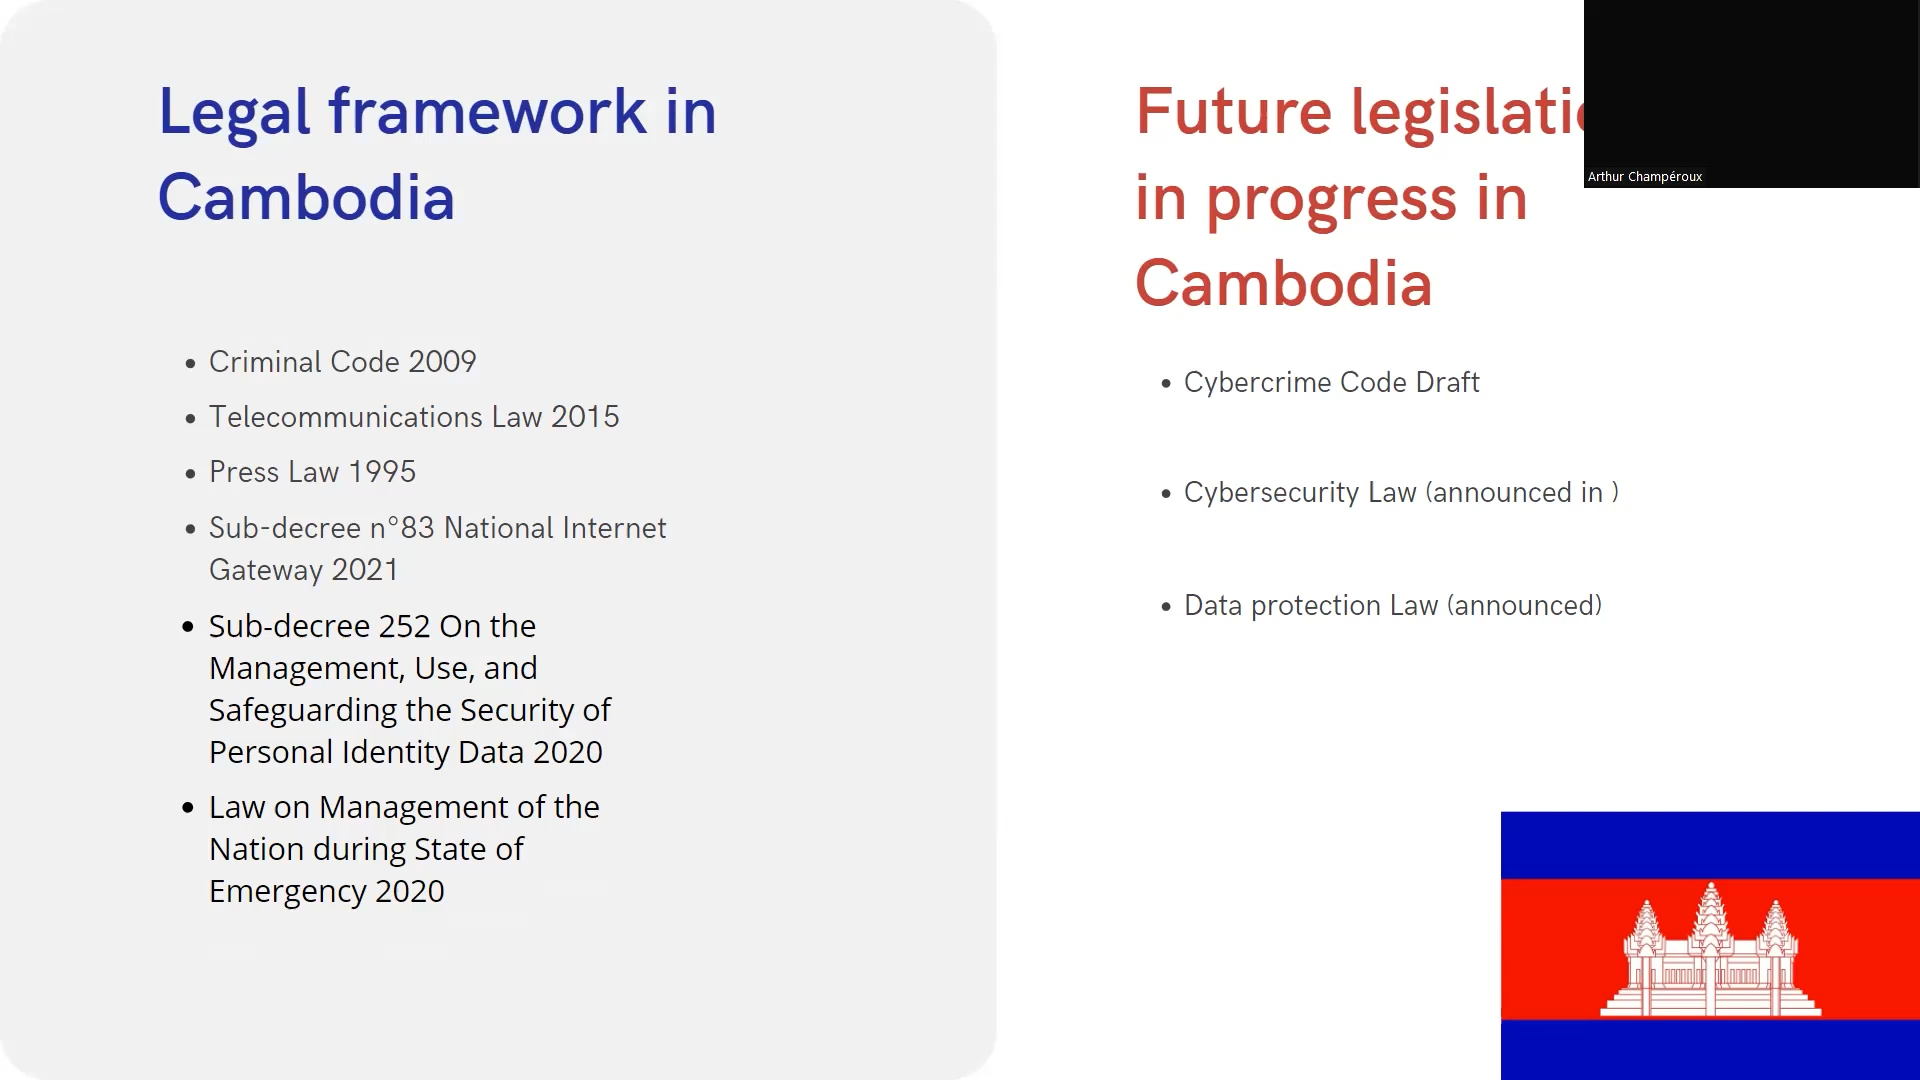 Legal framework in
Cambodia
• Criminal Code 2009
• Telecommunications Law 2015
• Press Law 1995
• Sub-decree n°83 National Internet
Gateway 2021
• Sub-decree 252 On the
Management, Use, and
Safeguarding the Security of
Personal Identity Data 2020
• Law on Management of the
Nation during State of
Emergency 2020
Future
in progress in
Cambodia
• Cybercrime Code Draft
• Cybersecurity Law (announced in )
• Data protection Law (announced)
Arthur Champéroux